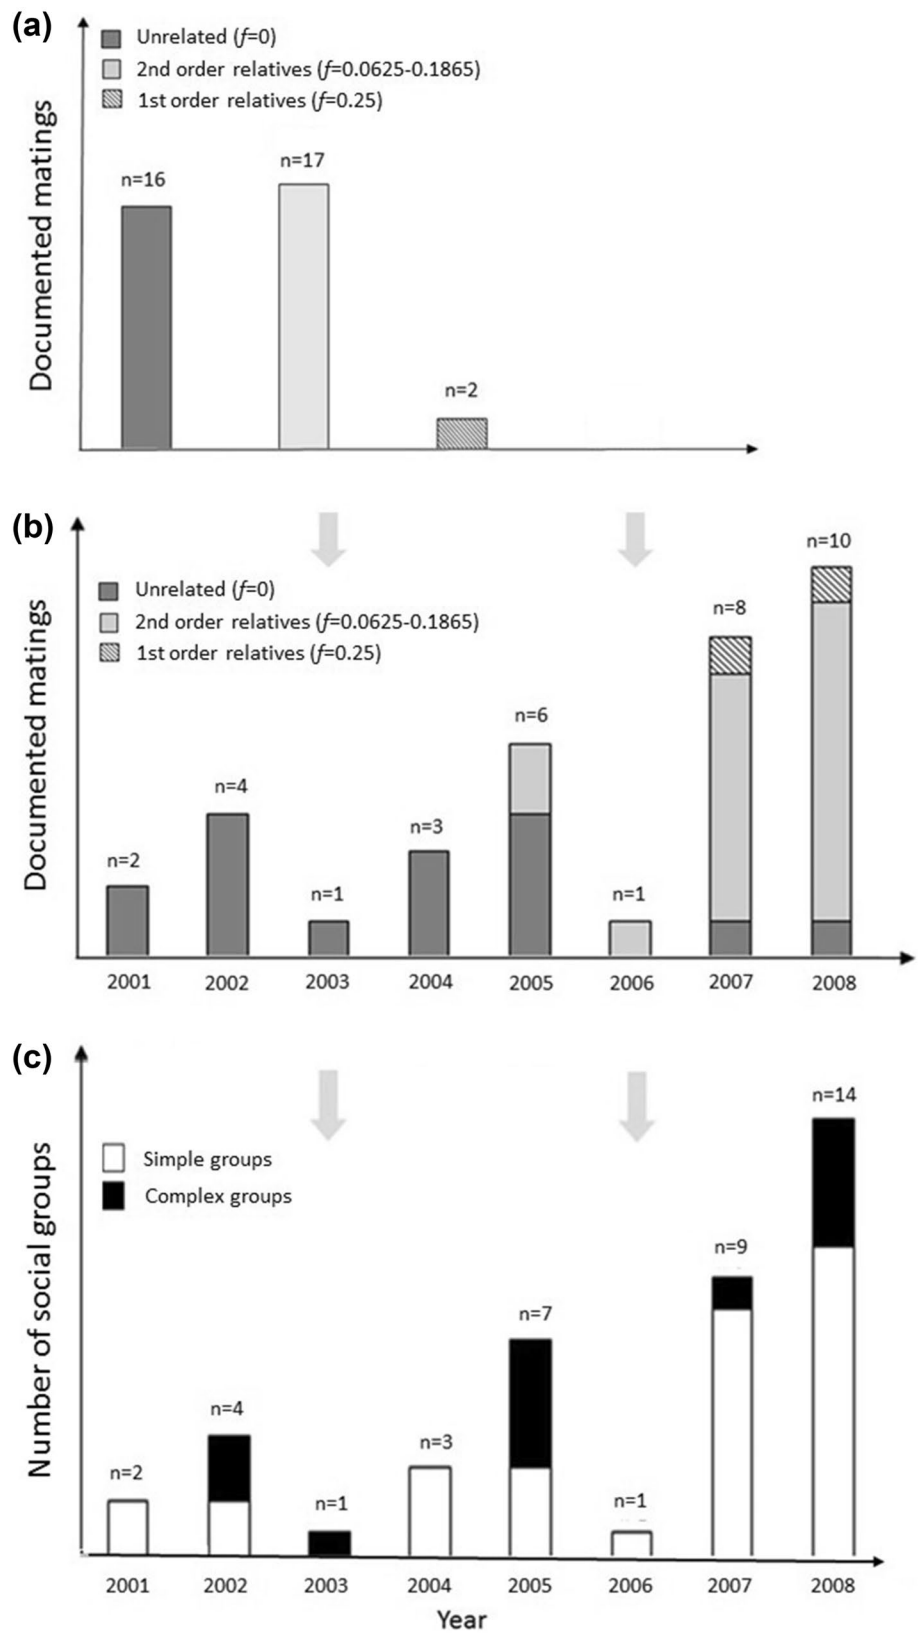 (a)
Unrelated (f=0)
2nd order relatives (f=0.0625-0.1865)
1st order relatives (f=0.25)
Documented matings
n=16
n=17
n=2
(b)
Unrelated (f=0)
2nd order relatives (f=0.0625-0.1865)
1st order relatives (f=0.25)
Documented matings
n=2
n=4
n=1
n=3
n=6
n=1
n=8
n=10
2001 2002 2003 2004 2005 2006 2007 2008
(c)
Simple groups
Complex groups
Number of social groups
n=2
n=4
n=1
n=3
n=7
n=1
n=9
n=14
2001 2002 2003 2004 2005 2006 2007 2008
Year